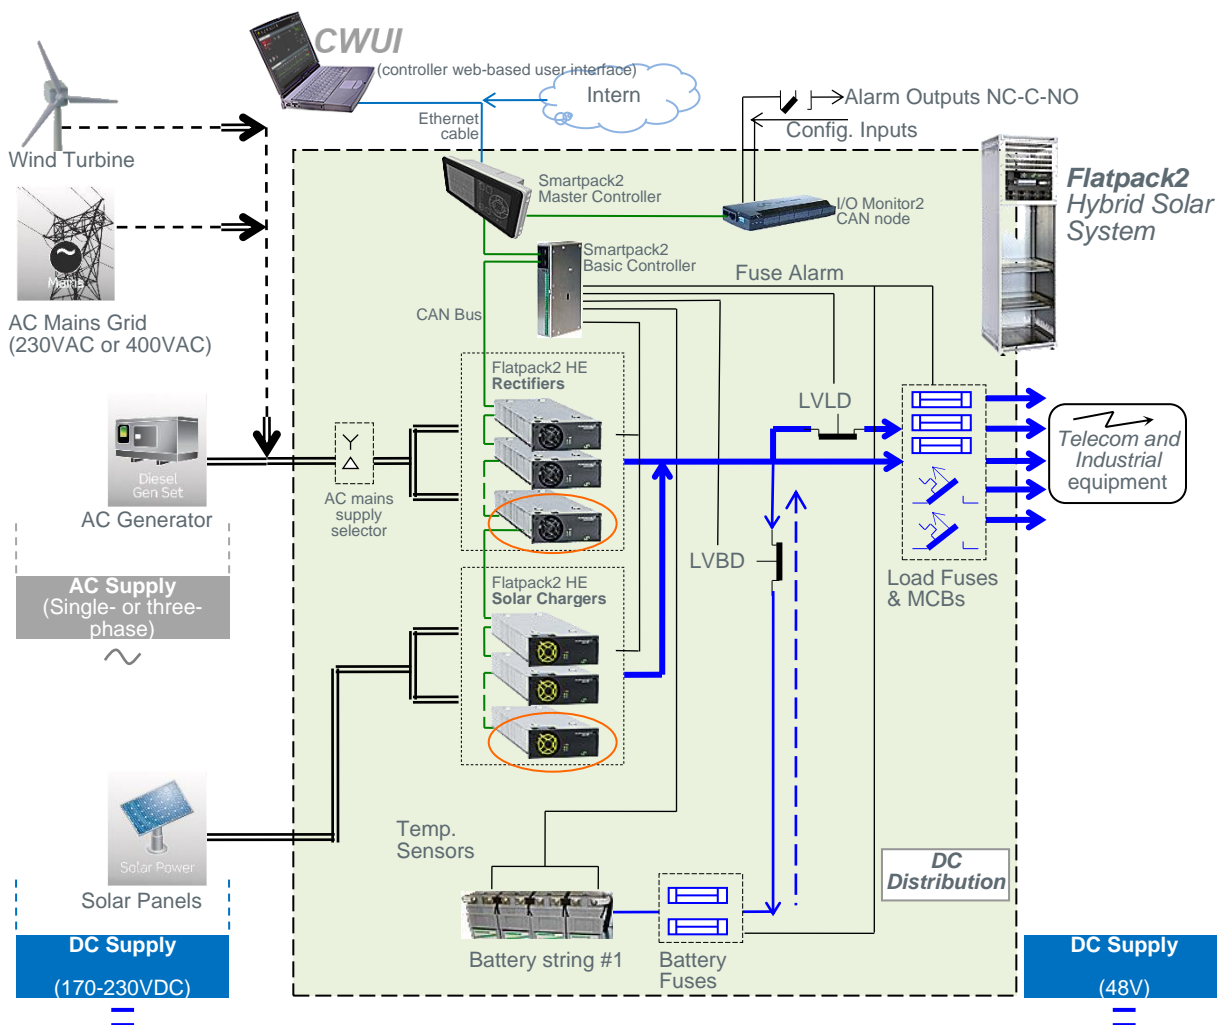 CWUI
(controller web-based user interface)
Intern
Alarm Outputs NC-C-NO
Config. Inputs
Ethernet
cable
Wind Turbine
Mains
AC Mains Grid
(230VAC or 400VAC)
Smartpack2
Master Controller
I/O Monitor2
CAN node
Flatpack2
Hybrid Solar
System
Smartpack2
Basic Controller
Fuse Alarm
CAN Bus
Flatpack2 HE
Rectifiers
LVLD
Telecom and
Industrial
equipment
Diesel
Gen Set
AC Generator
AC mains
supply
selector
LVBD
Load Fuses
& MCBs
AC Supply
(Single- or three-
phase)
Flatpack2 HE
Solar Chargers
Solar Power
Solar Panels
Temp.
Sensors
DC
Distribution
Battery string #1
Battery
Fuses
DC Supply
(170-230VDC)
DC Supply
(48V)